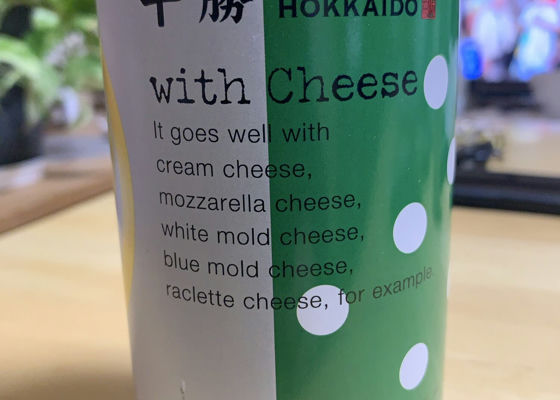 十勝 HOKKAIDO
with Cheese
It goes well with
cream cheese,
mozzarella cheese,
white mold cheese,
blue mold cheese,
raclette cheese, for example.